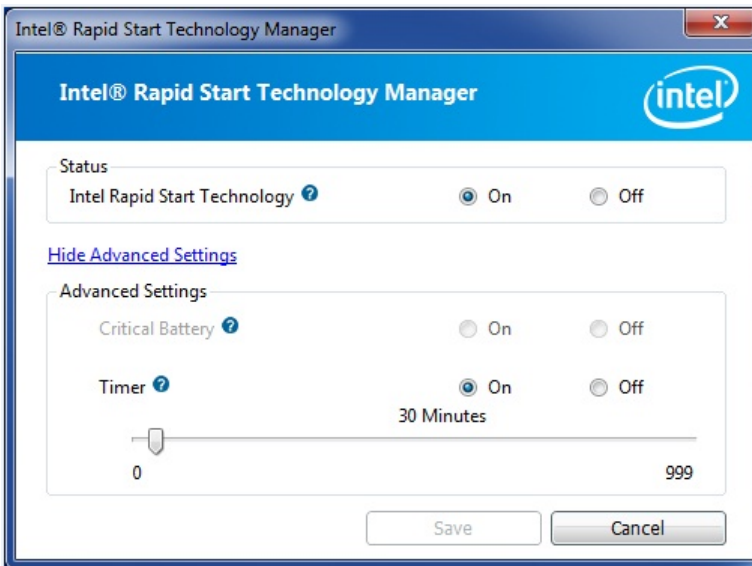 Intel® Rapid Start Technology Manager
Intel® Rapid Start Technology Manager
intel
Status
Intel Rapid Start Technology ? On Off
Hide Advanced Settings
Advanced Settings
Critical Battery ? On Off
Timer ? On Off
30 Minutes
0 999
Save Cancel